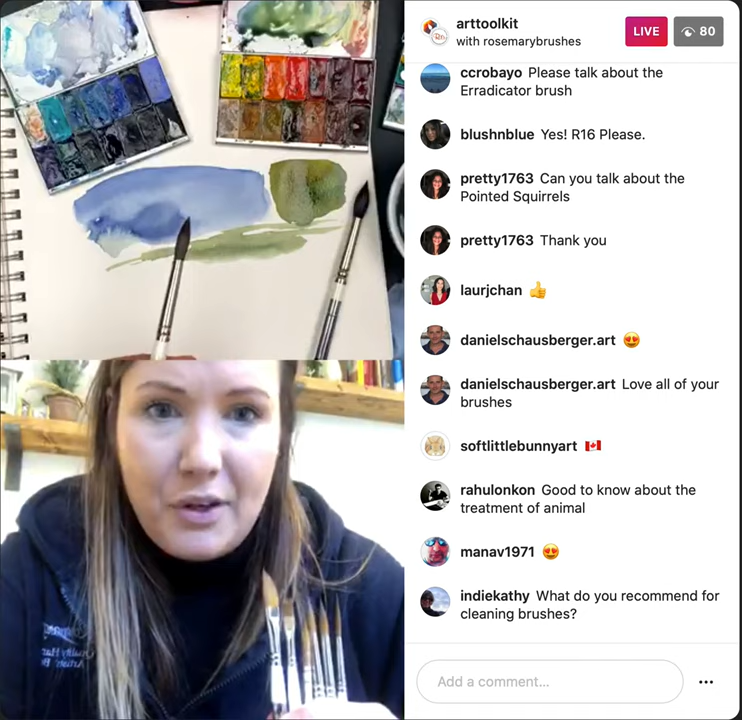 arttoolkit
with rosemarybrushes
LIVE
80
ccrobayo Please talk about the
Erradicator brush
blushnblue Yes! R16 Please.
pretty1763 Can you talk about the
Pointed Squirrels
pretty1763 Thank you
laurjchan 👍
danielschausberger.art 😍
danielschausberger.art Love all of your
brushes
softlittlebunnyart 🇨🇦
rahulonkon Good to know about the
treatment of animal
manav1971 😍
indiekathy What do you recommend for
cleaning brushes?
Add a comment...